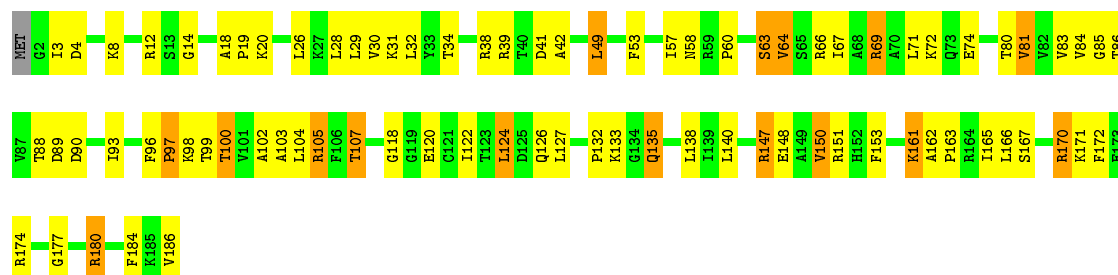 MET G2 I3 D4 K8 R12 S13 G14 A18 P19 K20 L26 K27 L28 L29 V30 K31 L32 Y33 T34 R38 R39 T40 D41 A42 L49 F53 I57 N58 R59 P60 S63 V64 S65 R66 I67 A68 R69 A70 L71 K72 Q73 E74 T80 V81 V82 V83 V84 G85 T86
V87 T88 D89 D90 I93 F96 P97 K98 T99 T100 V101 A102 A103 L104 R105 F106 T107 G118 G119 E120 C121 I122 T123 L124 D125 Q126 L127 P132 K133 G134 Q135 L138 I139 L140 R147 E148 A149 V150 R151 H152 F153 K161 A162 P163 R164 I165 L166 S167 R170 K171 F172 E173
R174 G177 R180 F184 K185 V186